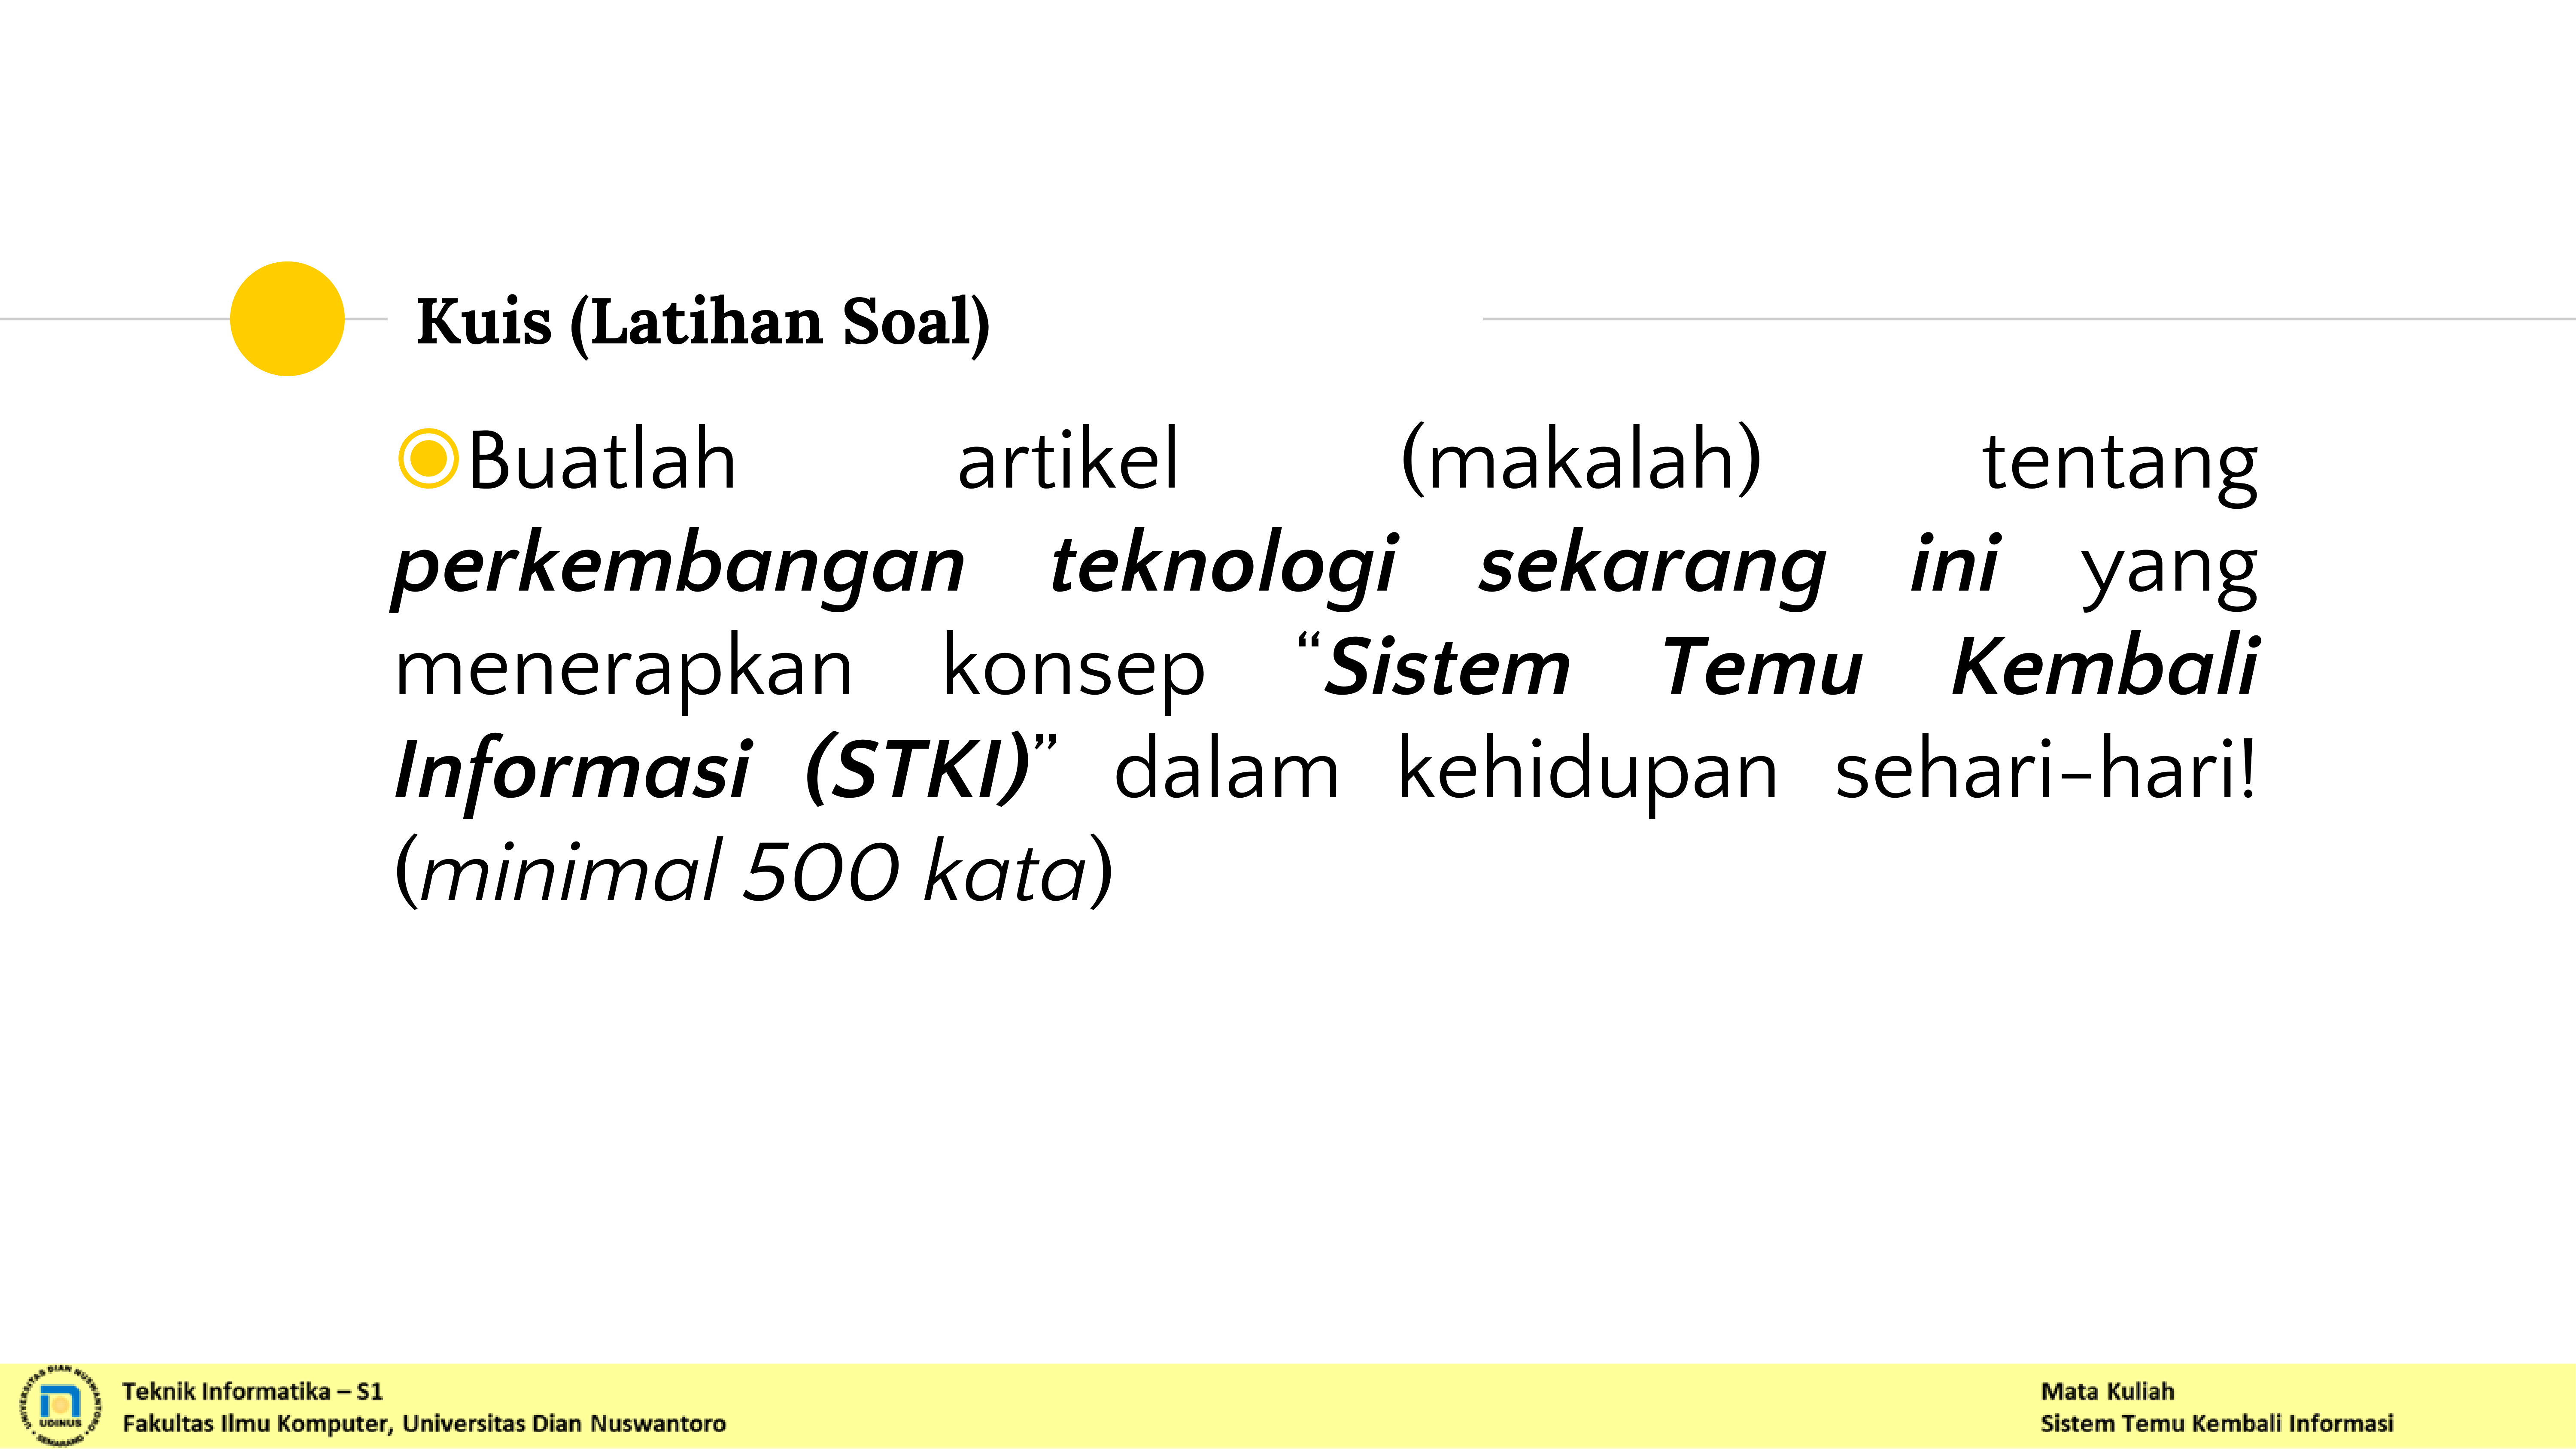 Kuis (Latihan Soal)
Buatlah artikel (makalah) tentang
perkembangan teknologi sekarang ini yang
menerapkan konsep “Sistem Temu Kembali
Informasi (STKI)” dalam kehidupan sehari-hari!
(minimal 500 kata)
UNIVERSITAS DIAN NUSWANTORO
UDINUS
SEMARANG
Teknik Informatika – S1
Fakultas Ilmu Komputer, Universitas Dian Nuswantoro
Mata Kuliah
Sistem Temu Kembali Informasi